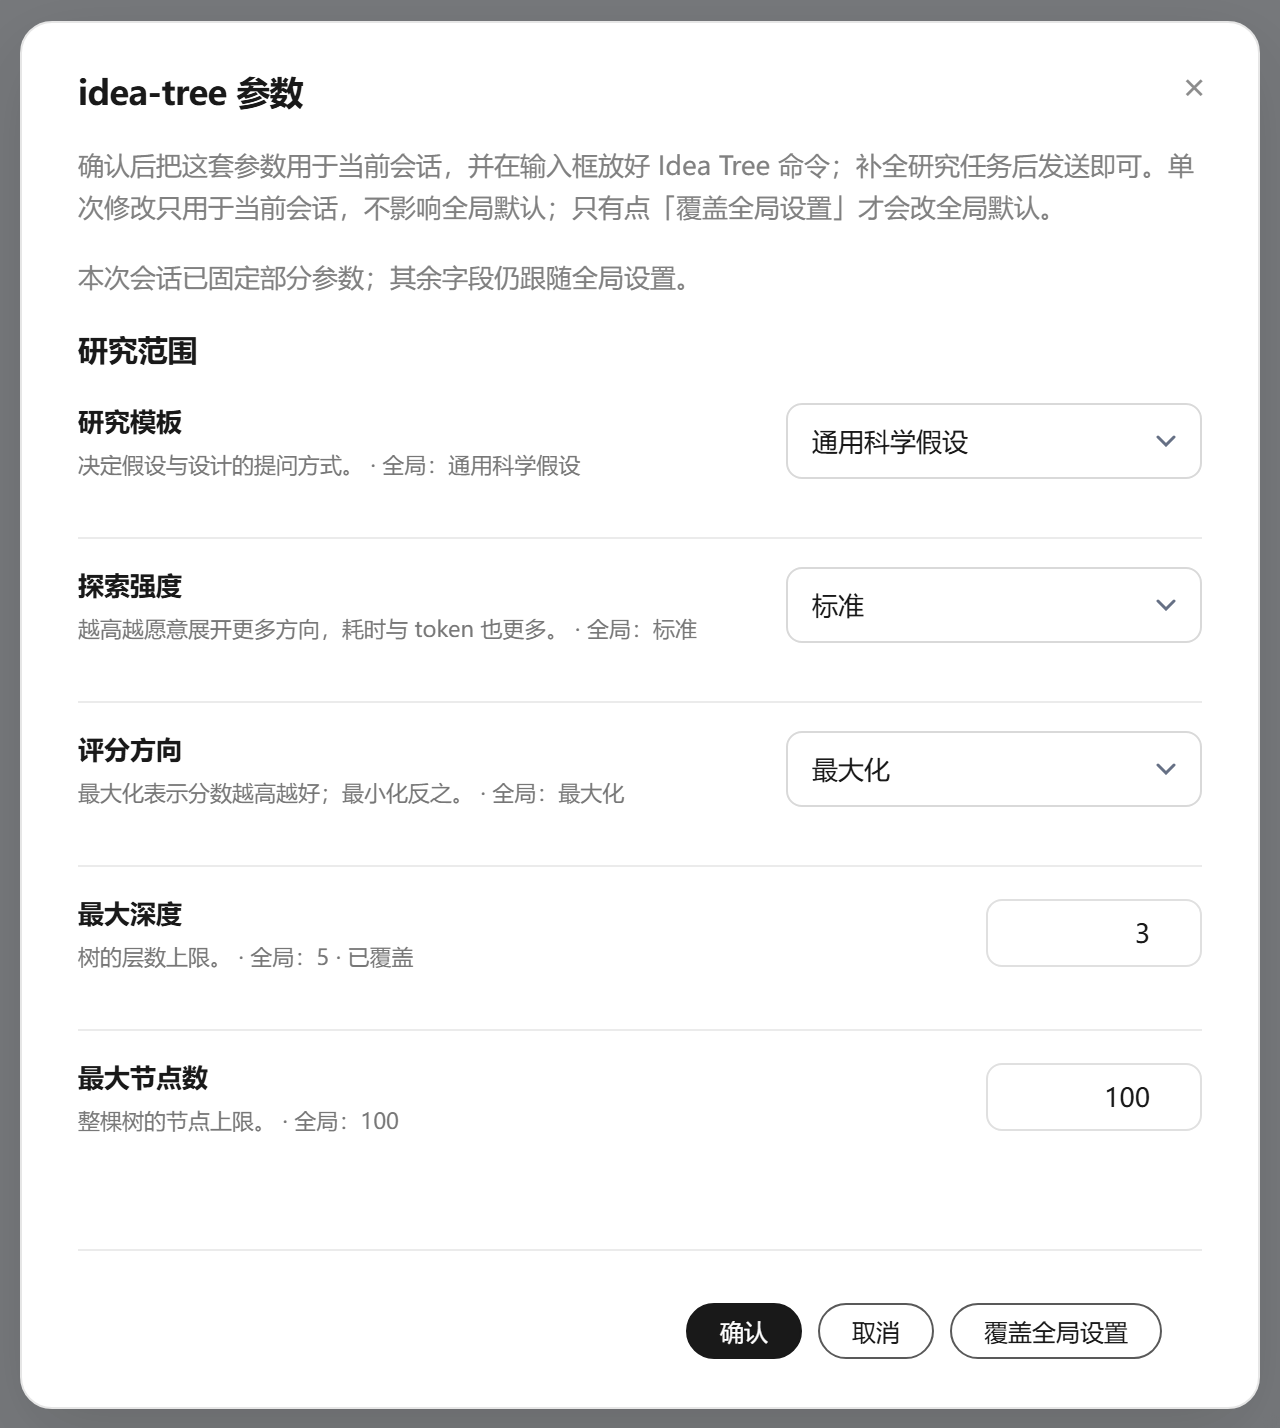 idea-tree 参数
确认后把这套参数用于当前会话，并在输入框放好 Idea Tree 命令；补全研究任务后发送即可。单
次修改只用于当前会话，不影响全局默认；只有点「覆盖全局设置」才会改全局默认。
本次会话已固定部分参数；其余字段仍跟随全局设置。
研究范围
研究模板
决定假设与设计的提问方式。 · 全局：通用科学假设
通用科学假设
探索强度
越高越愿意展开更多方向，耗时与 token 也更多。 · 全局：标准
标准
评分方向
最大化表示分数越高越好；最小化反之。 · 全局：最大化
最大化
最大深度
树的层数上限。 · 全局：5 · 已覆盖
3
最大节点数
整棵树的节点上限。 · 全局：100
100
确认
取消
覆盖全局设置